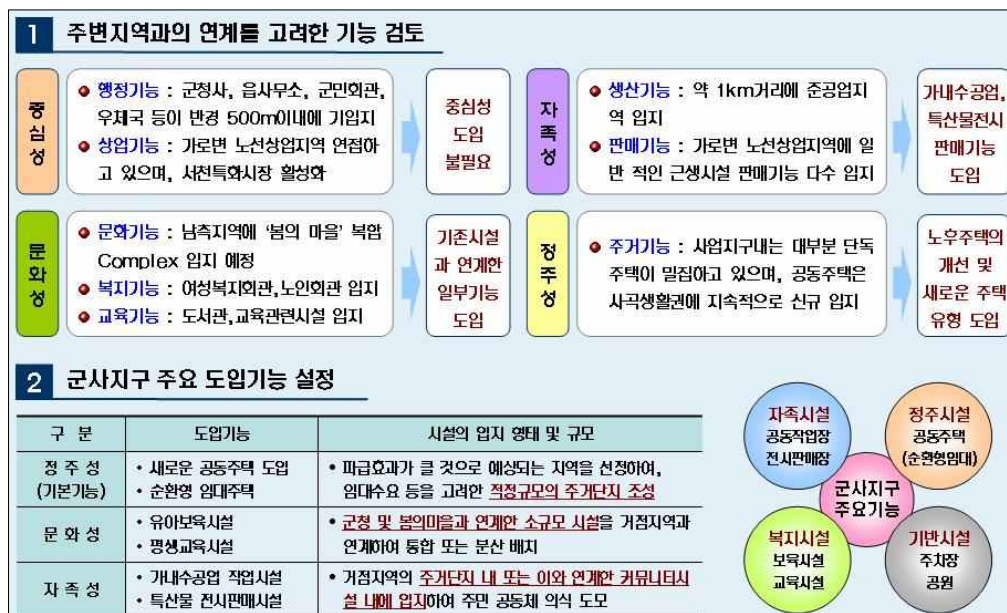 1 주변지역과의 연계를 고려한 기능 검토
중심성
행정기능 : 군청사, 읍사무소, 군민회관,
우체국 등이 반경 500m이내에 기입지
상업기능 : 가로변 노선상업지역 연접하
고 있으며, 서천특화시장 활성화
중심성
도입
불필요
자족성
생산기능 : 약 1km거리에 준공업지
역 입지
판매기능 : 가로변 노선상업지역에 일
반 적인 근생시설 판매기능 다수 입지
가내수공업,
특산물전시
판매기능
도입
문화성
문화기능 : 남측지역에 '봄의 마을' 복합
Complex 입지 예정
복지기능 : 여성복지회관,노인회관 입지
교육기능 : 도서관,교육관련시설 입지
기존시설
과 연계한
일부기능
도입
정주성
주거기능 : 사업지구내는 대부분 단독
주택이 밀집하고 있으며, 공동주택은
사곡생활권에 지속적으로 신규 입지
노후주택의
개선 및
새로운 주택
유형 도입
2 군사지구 주요 도입기능 설정
구 분 도입기능 시설의 입지 형태 및 규모
정 주 성
(기본기능)
• 새로운 공동주택 도입
• 순환형 임대주택
• 파급효과가 클 것으로 예상되는 지역을 선정하여,
임대수요 등을 고려한 적정규모의 주거단지 조성
문 화 성
• 유아보육시설
• 평생교육시설
• 군청 및 봄의마을과 연계한 소규모 시설을 거점지역과
연계하여 통합 또는 분산 배치
자 족 성
• 가내수공업 작업시설
• 특산물 전시판매시설
• 거점지역의 주거단지 내 또는 이와 연계한 커뮤니티시
설 내에 입지하여 주민 공동체 의식 도모
자족시설
공동작업장
전시판매장
정주시설
공동주택
(순환형임대)
군사지구
주요기능
복지시설
보육시설
교육시설
기반시설
주차장
공원